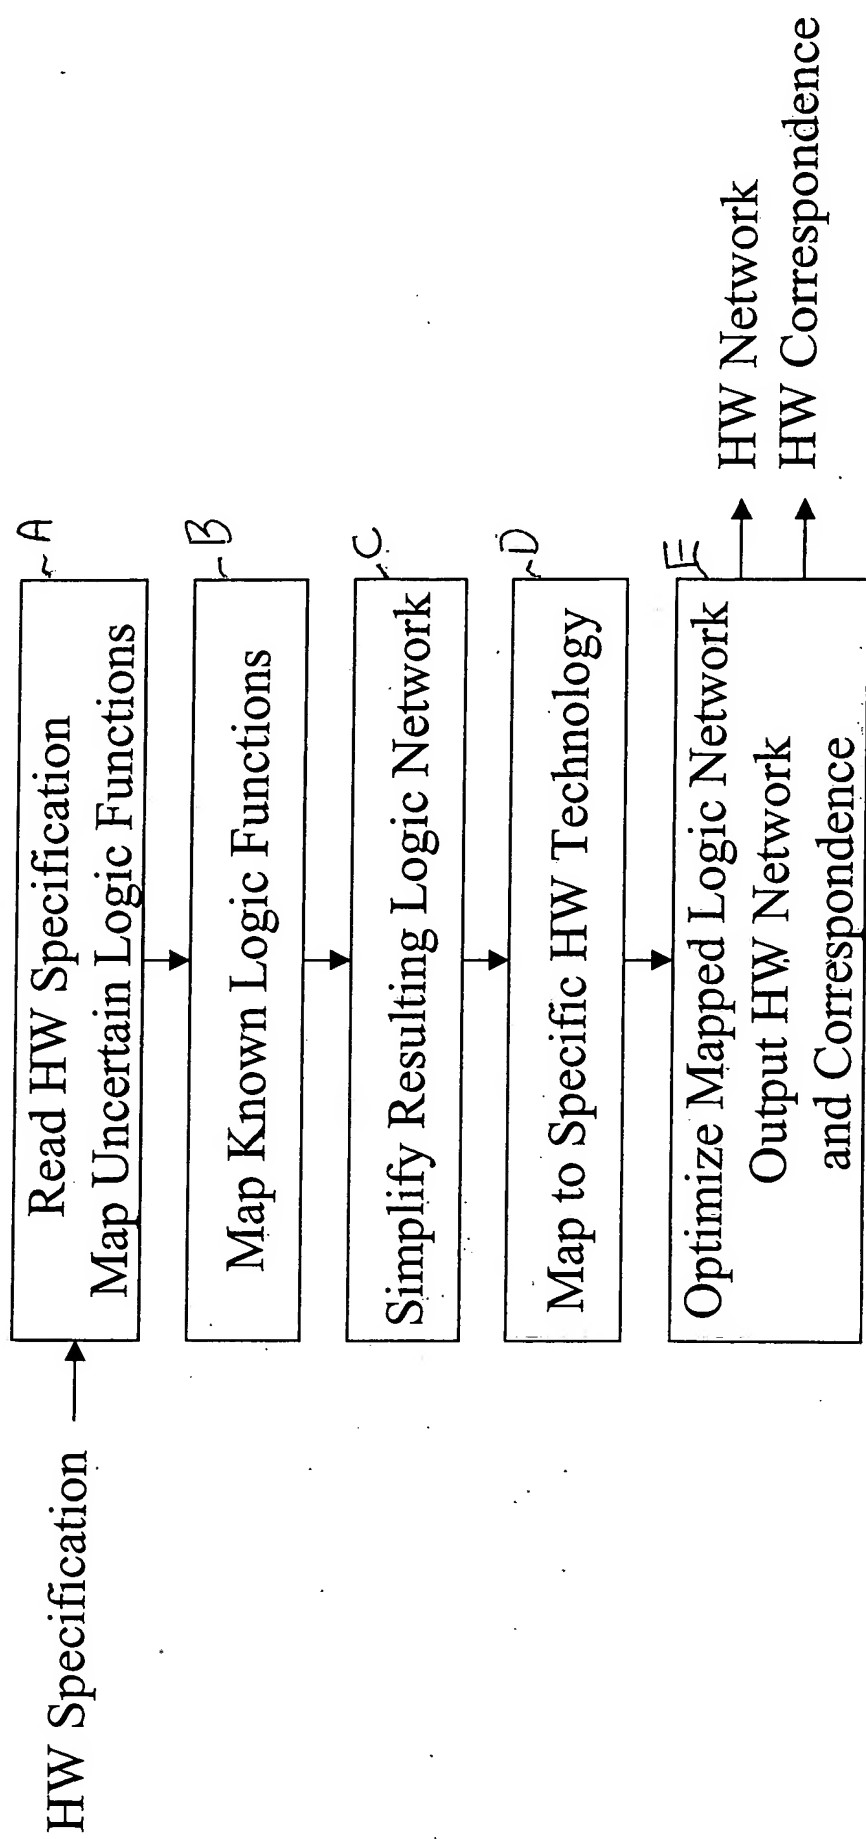 HW Specification
Read HW Specification
Map Uncertain Logic Functions
A
Map Known Logic Functions
B
Simplify Resulting Logic Network
C
Map to Specific HW Technology
D
Optimize Mapped Logic Network
Output HW Network
and Correspondence
E
HW Network
HW Correspondence